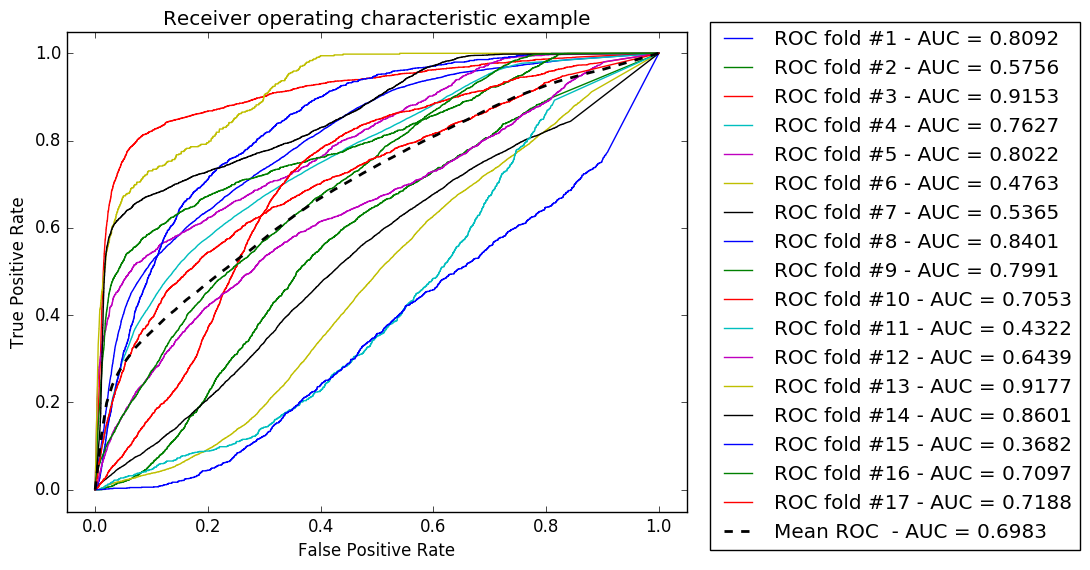 Receiver operating characteristic example
1.0
0.8
0.6
0.4
0.2
0.0
True Positive Rate
0.0 0.2 0.4 0.6 0.8 1.0
False Positive Rate
ROC fold #1 - AUC = 0.8092
ROC fold #2 - AUC = 0.5756
ROC fold #3 - AUC = 0.9153
ROC fold #4 - AUC = 0.7627
ROC fold #5 - AUC = 0.8022
ROC fold #6 - AUC = 0.4763
ROC fold #7 - AUC = 0.5365
ROC fold #8 - AUC = 0.8401
ROC fold #9 - AUC = 0.7991
ROC fold #10 - AUC = 0.7053
ROC fold #11 - AUC = 0.4322
ROC fold #12 - AUC = 0.6439
ROC fold #13 - AUC = 0.9177
ROC fold #14 - AUC = 0.8601
ROC fold #15 - AUC = 0.3682
ROC fold #16 - AUC = 0.7097
ROC fold #17 - AUC = 0.7188
Mean ROC  - AUC = 0.6983